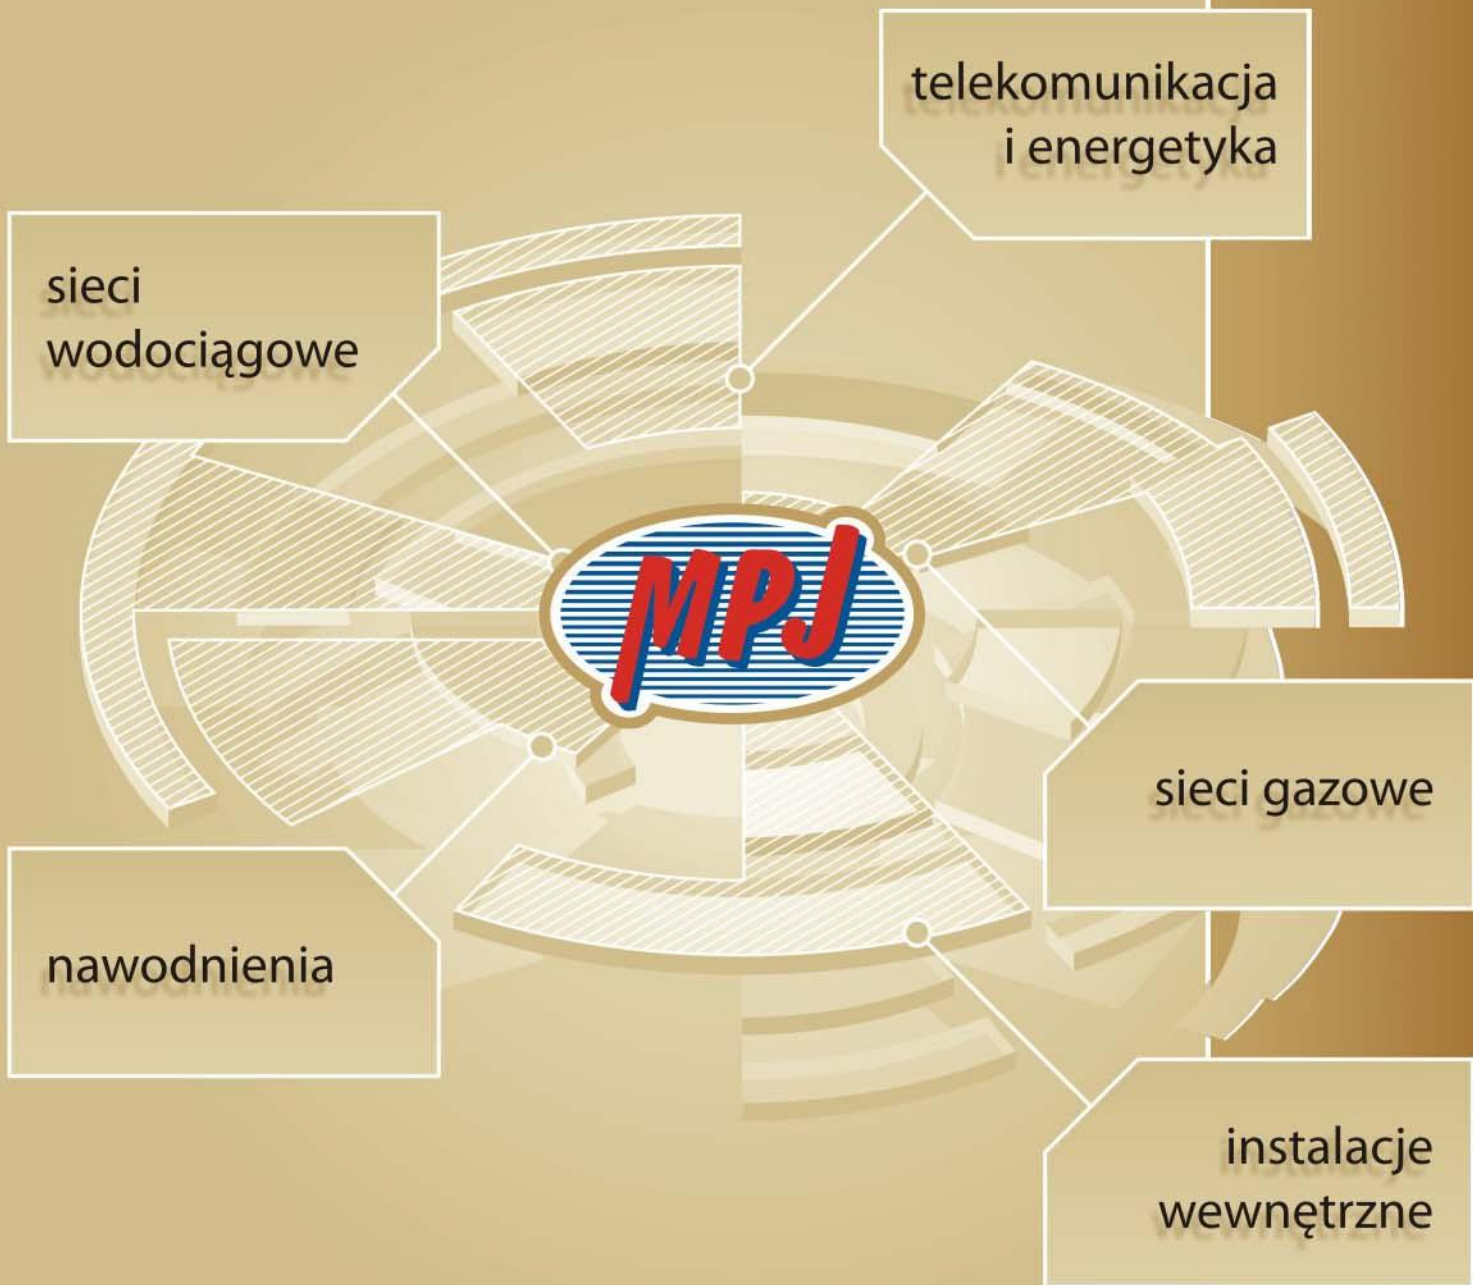 telekomunikacja
i energetyka
sieci
wodociągowe
MPJ
sieci gazowe
nawodnienia
instalacje
wewnętrzne